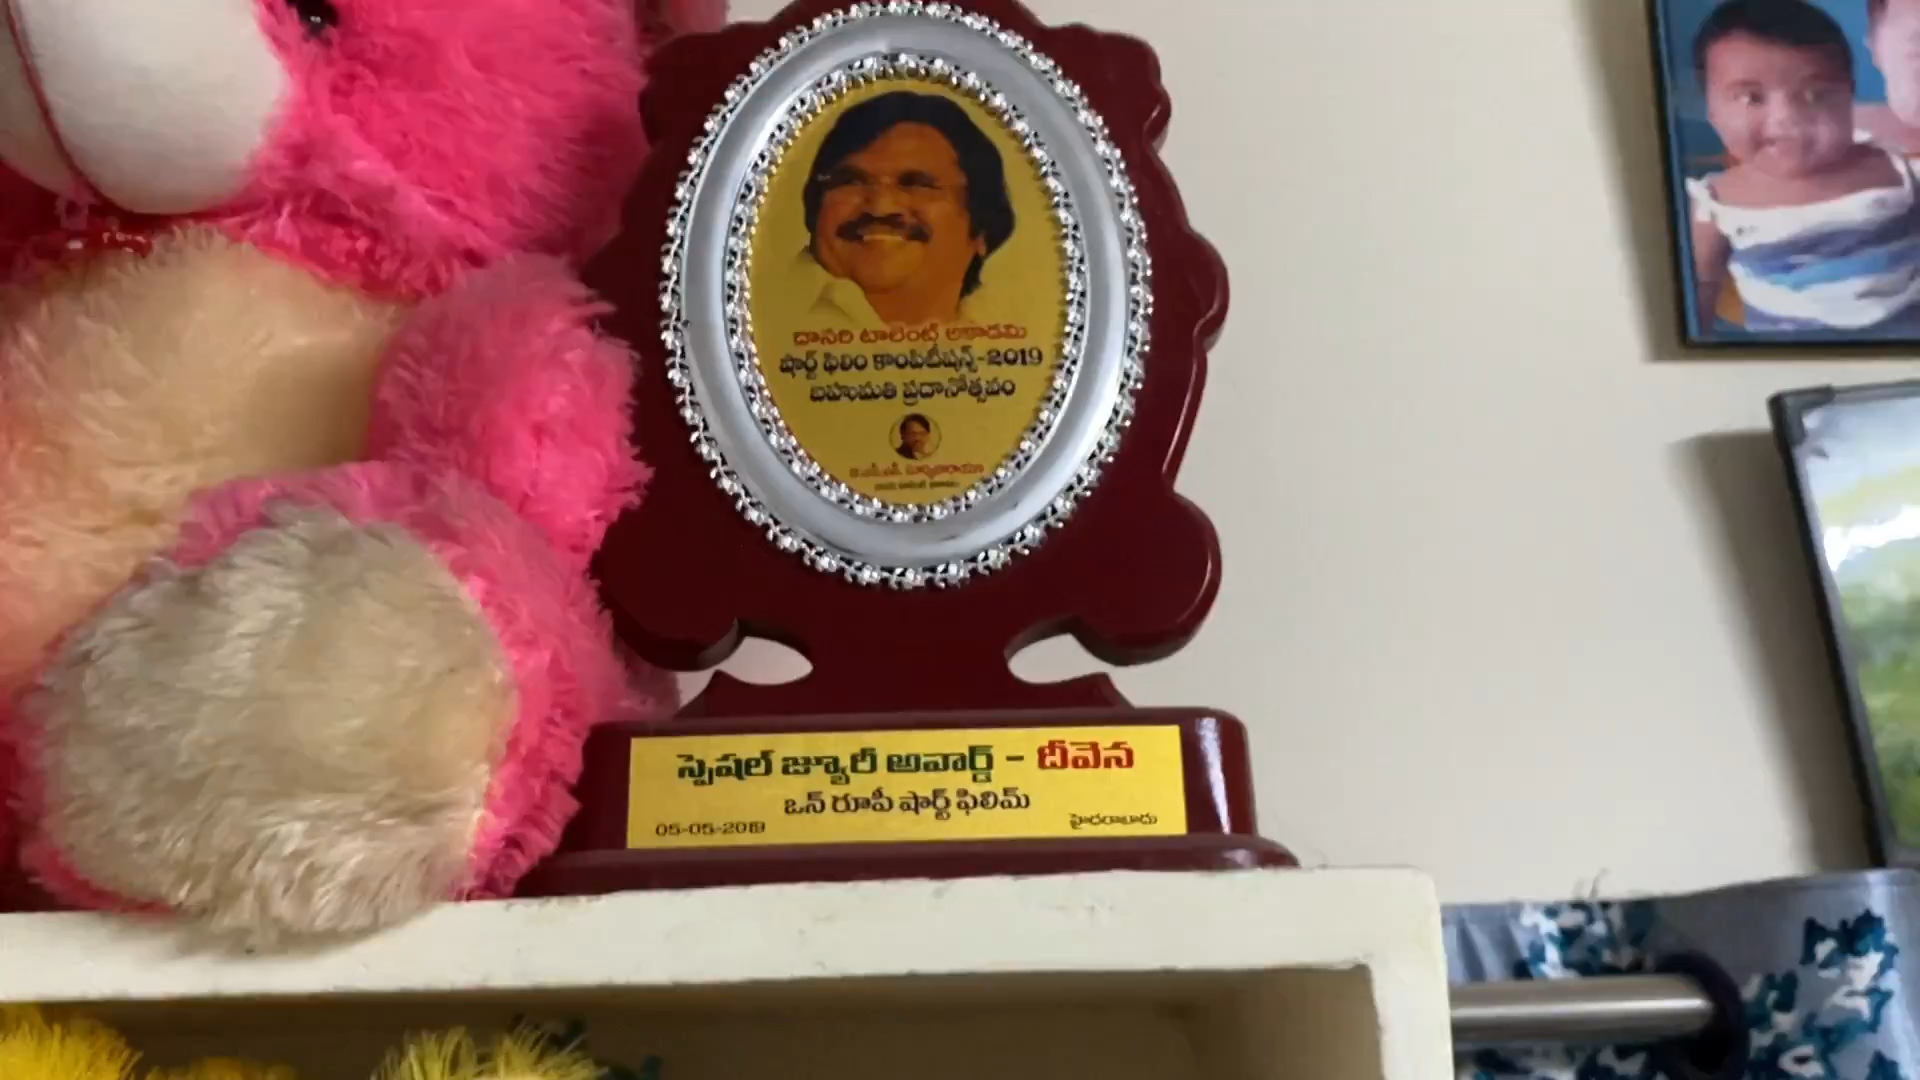 దాసరి టాలెంట్ అకాడమి
షార్ట్ ఫిలిం కాంపిటీషన్స్-2019
బహుమతి ప్రదానోత్సవం
స్పెషల్ జ్యూరీ అవార్డ్ - దీవెన
ఒన్ రూపీ షార్ట్ ఫిలిమ్
05-05-2019
హైదరాబాదు